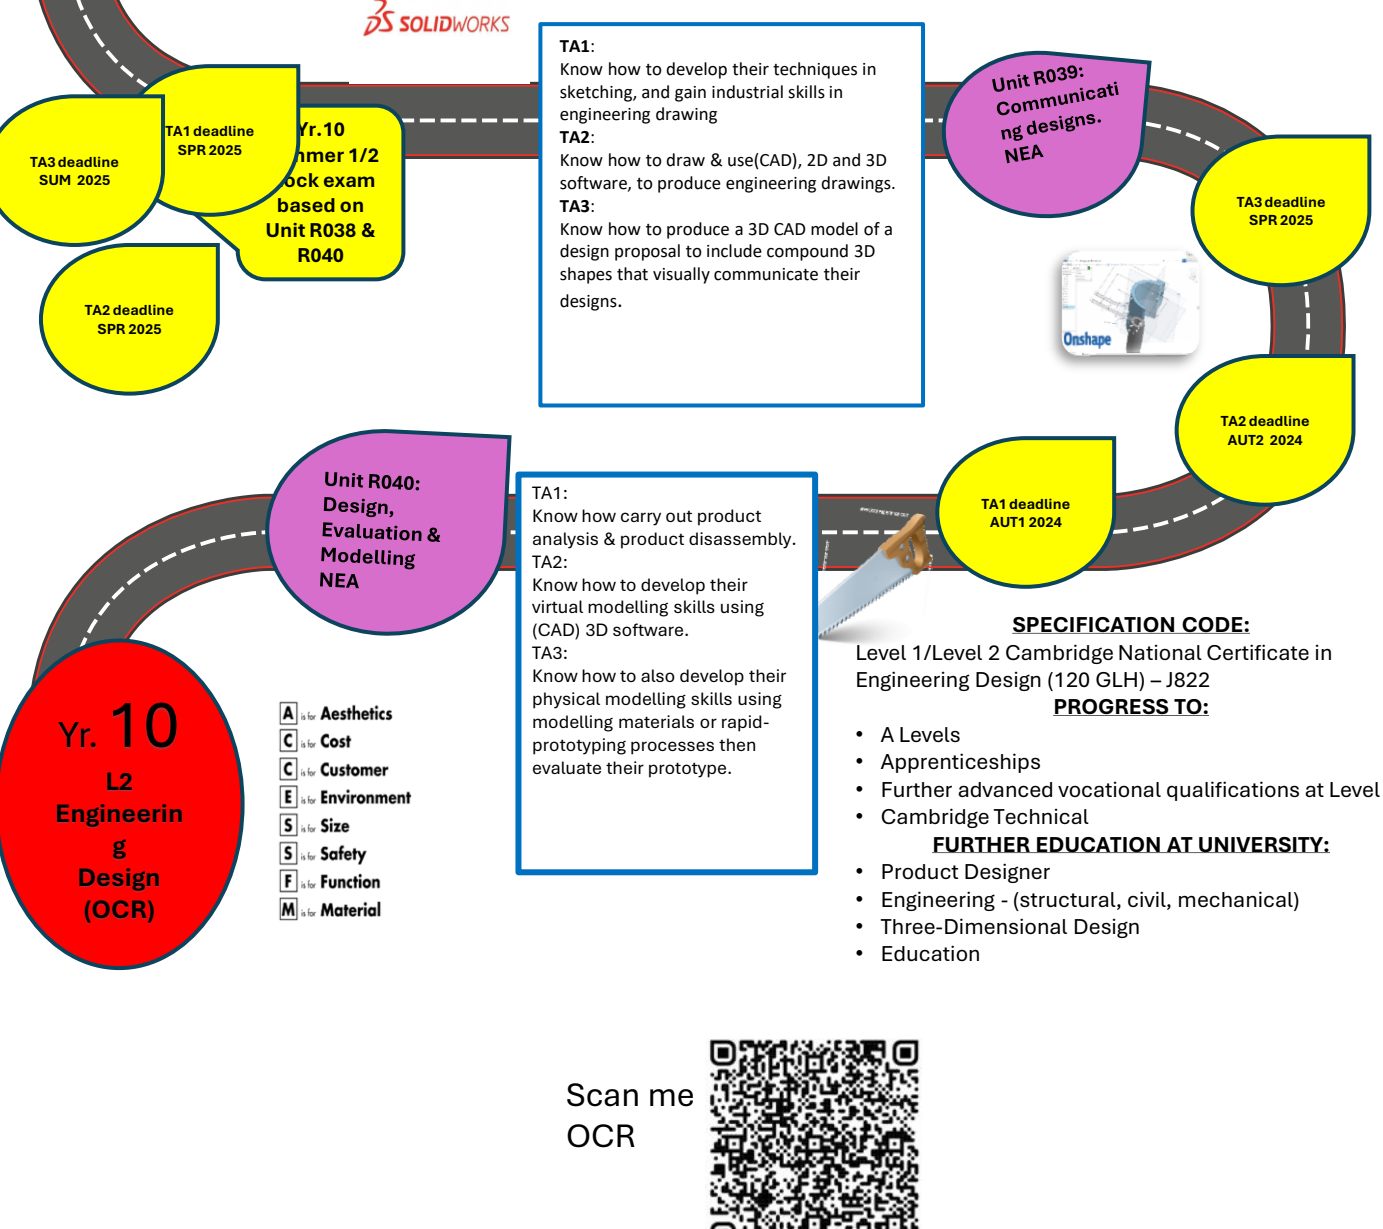 SOLIDWORKS
TA1:
Know how to develop their techniques in
sketching, and gain industrial skills in
engineering drawing
TA2:
Know how to draw & use(CAD), 2D and 3D
software, to produce engineering drawings.
TA3:
Know how to produce a 3D CAD model of a
design proposal to include compound 3D
shapes that visually communicate their
designs.
Unit R039:
Communicati
ng designs.
NEA
TA3 deadline
SUM 2025
TA1 deadline
SPR 2025
Yr.10
mmer 1/2
ock exam
based on
Unit R038 &
R040
TA2 deadline
SPR 2025
TA3 deadline
SPR 2025
Onshape
TA2 deadline
AUT2 2024
TA1 deadline
AUT1 2024
Unit R040:
Design,
Evaluation &
Modelling
NEA
TA1:
Know how carry out product
analysis & product disassembly.
TA2:
Know how to develop their
virtual modelling skills using
(CAD) 3D software.
TA3:
Know how to also develop their
physical modelling skills using
modelling materials or rapid-
prototyping processes then
evaluate their prototype.
Yr. 10
L2
Engineerin
g
Design
(OCR)
A is for Aesthetics
C is for Cost
C is for Customer
E is for Environment
S is for Size
S is for Safety
F is for Function
M is for Material
SPECIFICATION CODE:
Level 1/Level 2 Cambridge National Certificate in
Engineering Design (120 GLH) – J822
PROGRESS TO:
• A Levels
• Apprenticeships
• Further advanced vocational qualifications at Level
• Cambridge Technical
FURTHER EDUCATION AT UNIVERSITY:
• Product Designer
• Engineering - (structural, civil, mechanical)
• Three-Dimensional Design
• Education
Scan me
OCR